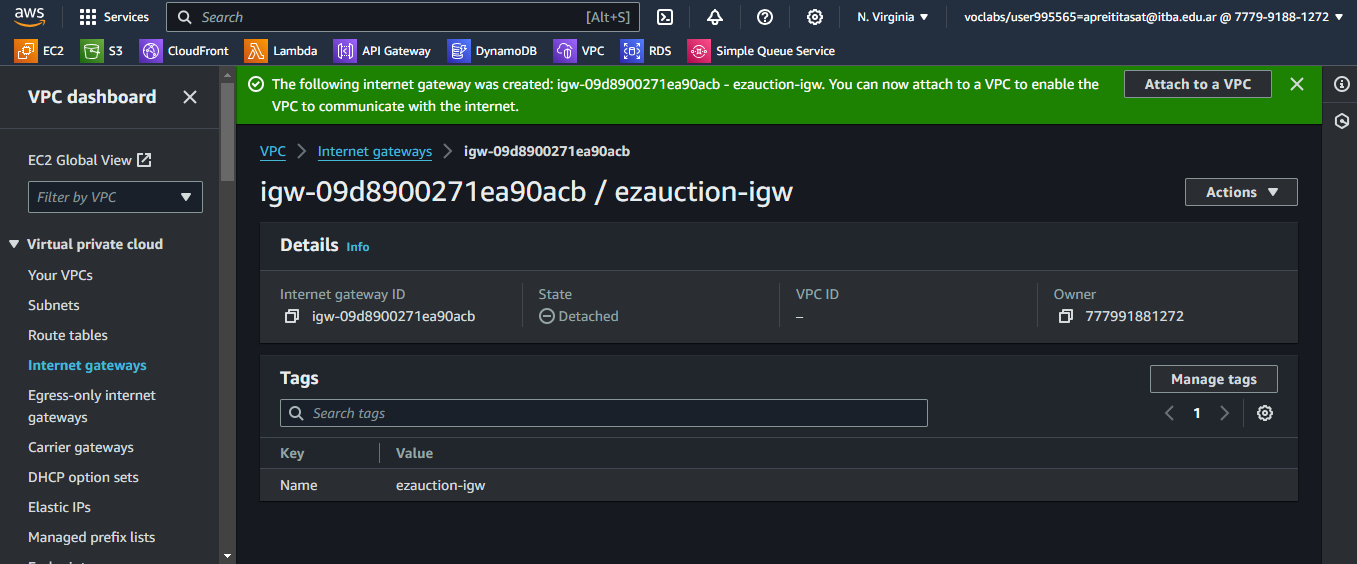 aws
Services
Search
[Alt+S]
N. Virginia
voclabs/user995565=apreititasat@itba.edu.ar @ 7779-9188-1272
EC2
S3
CloudFront
Lambda
API Gateway
DynamoDB
VPC
RDS
Simple Queue Service
VPC dashboard
EC2 Global View
Filter by VPC
Virtual private cloud
Your VPCs
Subnets
Route tables
Internet gateways
Egress-only internet
gateways
Carrier gateways
DHCP option sets
Elastic IPs
Managed prefix lists
The following internet gateway was created: igw-09d8900271ea90acb - ezauction-igw. You can now attach to a VPC to enable the
VPC to communicate with the internet.
Attach to a VPC
VPC
Internet gateways
igw-09d8900271ea90acb
igw-09d8900271ea90acb / ezauction-igw
Actions
Details Info
Internet gateway ID
igw-09d8900271ea90acb
State
Detached
VPC ID
–
Owner
777991881272
Tags
Manage tags
Search tags
1
Key
Value
Name
ezauction-igw